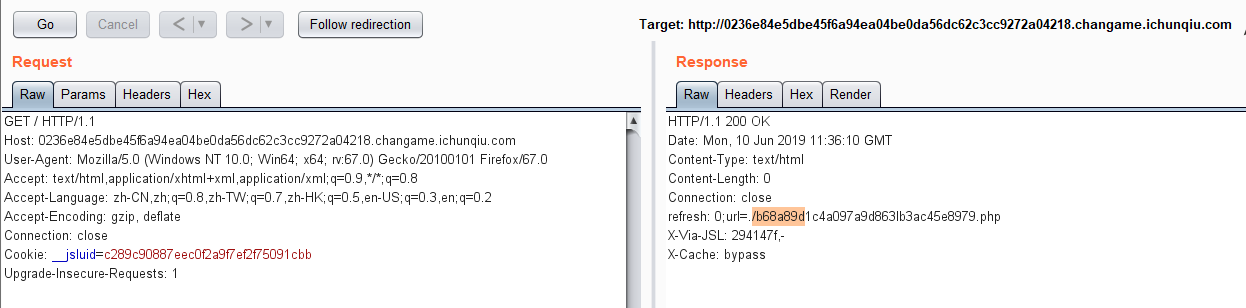 Go Cancel < > Follow redirection Target: http://0236e84e5dbe45f6a94ea04be0da56dc62c3cc9272a04218.changame.ichunqiu.com
Request
Raw Params Headers Hex
GET / HTTP/1.1
Host: 0236e84e5dbe45f6a94ea04be0da56dc62c3cc9272a04218.changame.ichunqiu.com
User-Agent: Mozilla/5.0 (Windows NT 10.0; Win64; x64; rv:67.0) Gecko/20100101 Firefox/67.0
Accept: text/html,application/xhtml+xml,application/xml;q=0.9,*/*;q=0.8
Accept-Language: zh-CN,zh;q=0.8,zh-TW;q=0.7,zh-HK;q=0.5,en-US;q=0.3,en;q=0.2
Accept-Encoding: gzip, deflate
Connection: close
Cookie: __jsluid=c289c90887eec0f2a9f7ef2f75091cbb
Upgrade-Insecure-Requests: 1
Response
Raw Headers Hex Render
HTTP/1.1 200 OK
Date: Mon, 10 Jun 2019 11:36:10 GMT
Content-Type: text/html
Content-Length: 0
Connection: close
refresh: 0;url=./b68a89d1c4a097a9d863lb3ac45e8979.php
X-Via-JSL: 294147f,-
X-Cache: bypass